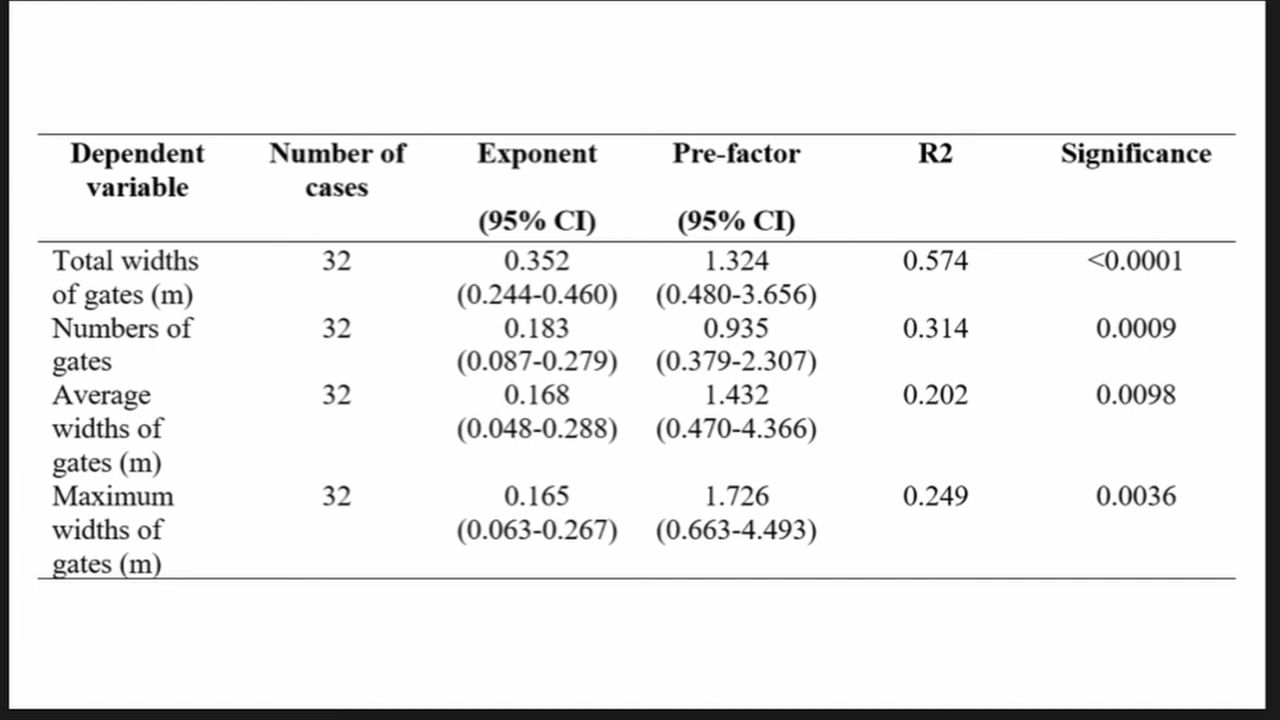 Dependent Number of Exponent Pre-factor R2 Significance
variable cases
(95% CI) (95% CI)
Total widths 32 0.352 1.324 0.574 <0.0001
of gates (m) (0.244-0.460) (0.480-3.656)
Numbers of 32 0.183 0.935 0.314 0.0009
gates (0.087-0.279) (0.379-2.307)
Average 32 0.168 1.432 0.202 0.0098
widths of (0.048-0.288) (0.470-4.366)
gates (m)
Maximum 32 0.165 1.726 0.249 0.0036
widths of (0.063-0.267) (0.663-4.493)
gates (m)